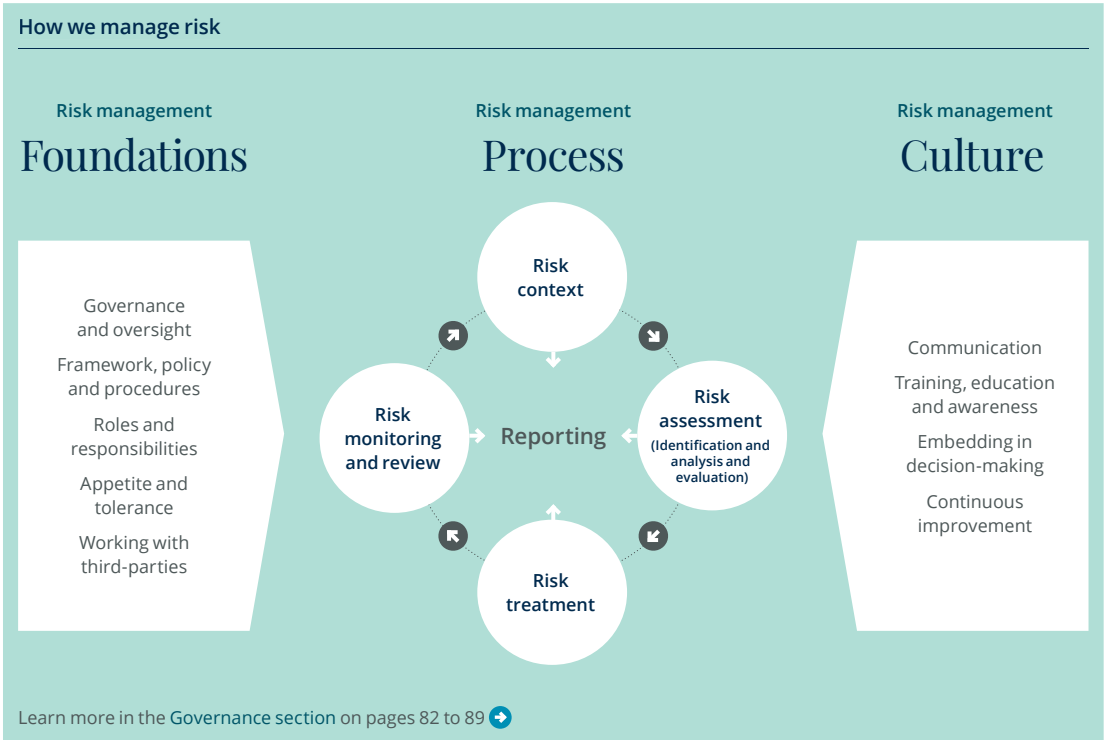 How we manage risk
Risk management
Foundations
Governance
and oversight
Framework, policy
and procedures
Roles and
responsibilities
Appetite and
tolerance
Working with
third-parties
Risk management
Process
Risk
context
Risk
assessment
(Identification and
analysis and
evaluation)
Risk
treatment
Risk
monitoring
and review
Reporting
Risk management
Culture
Communication
Training, education
and awareness
Embedding in
decision-making
Continuous
improvement
Learn more in the Governance section on pages 82 to 89